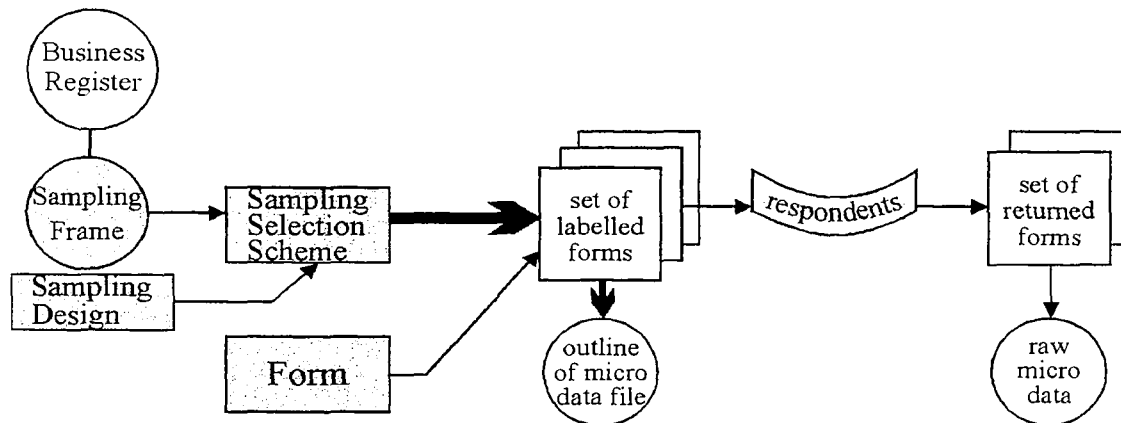 Business
Register
Sampling
Frame
Sampling
Design
Sampling
Selection
Scheme
Form
set of
labelled
forms
outline
of micro
data file
respondents
set of
returned
forms
raw
micro
data